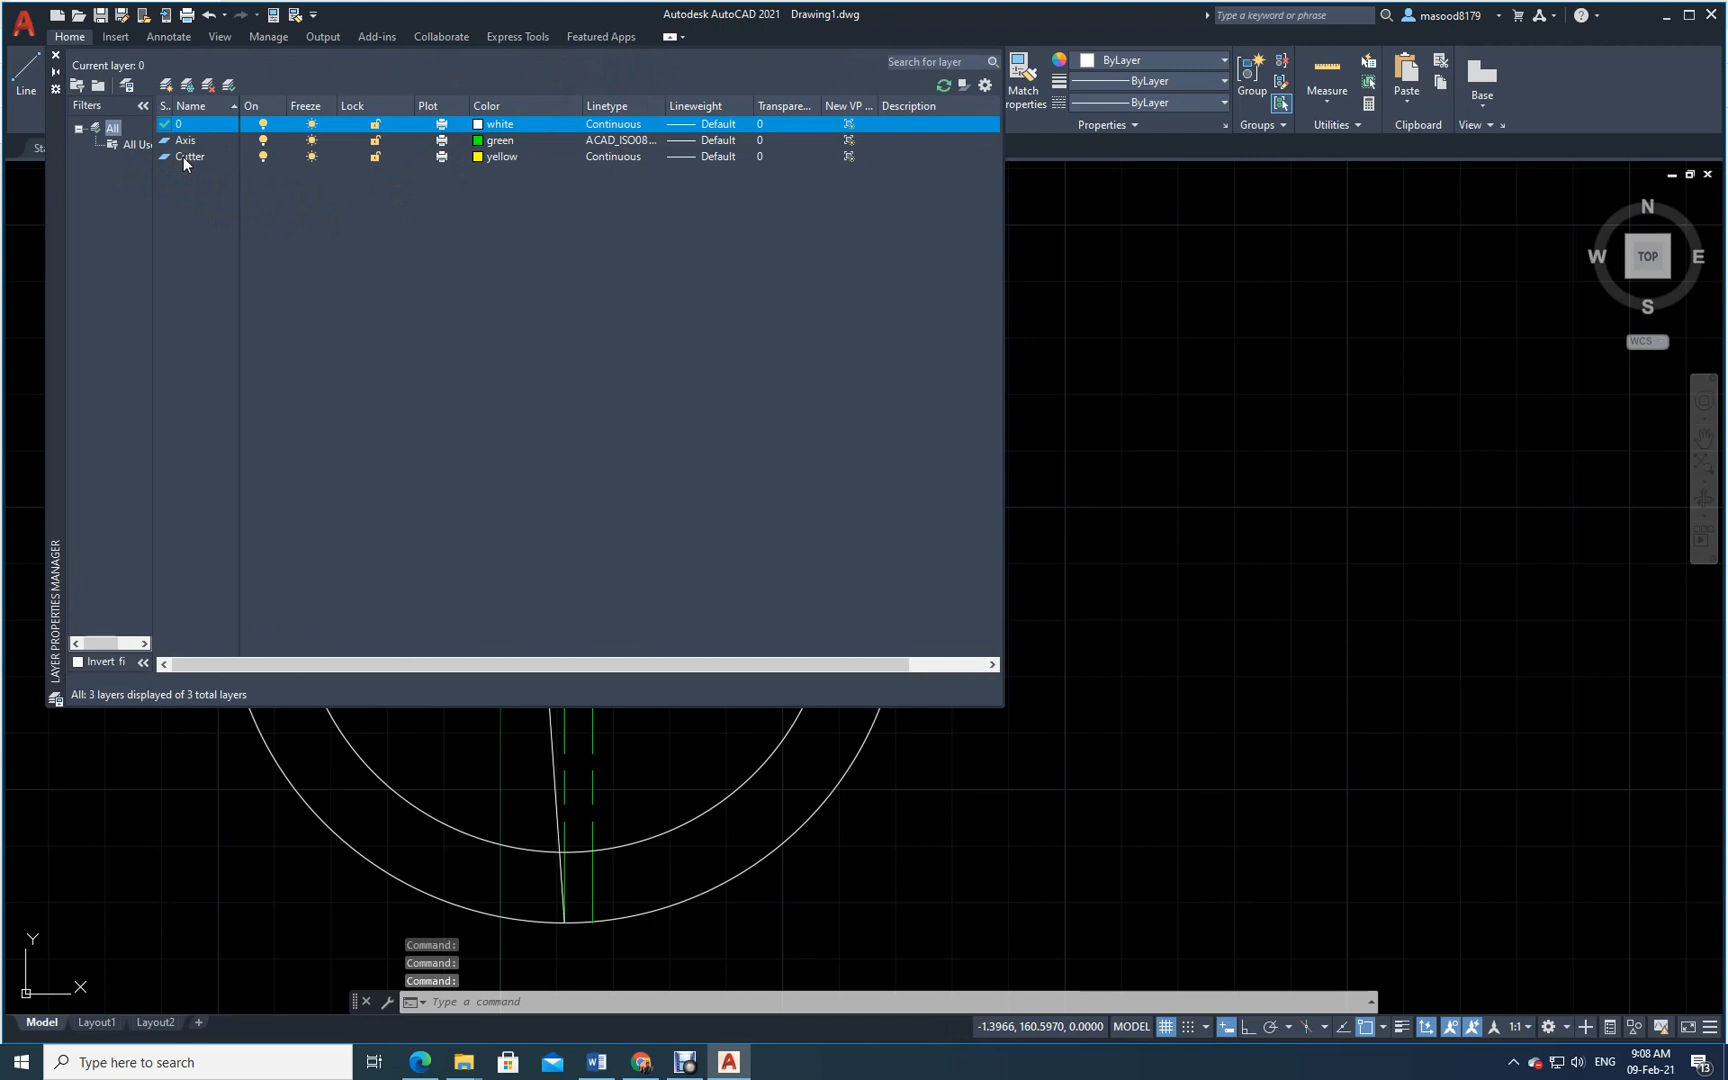 Autodesk AutoCAD 2021 Drawing1.dwg
Type a keyword or phrase
masood8179
Home Insert Annotate View Manage Output Add-ins Collaborate Express Tools Featured Apps
Current layer: 0
Search for layer
Filters
S.. Name On Freeze Lock Plot Color Linetype Lineweight Transpare... New VP ... Description
All
0 white Continuous Default 0
All Use
Axis green ACAD_ISO08... Default 0
Cutter yellow Continuous Default 0
Line
Match
roperties
ByLayer
ByLayer
ByLayer
Properties
Group
Groups
Measure
Utilities
Paste
Clipboard
Base
View
N
W TOP E
S
WCS
LAYER PROPERTIES MANAGER
Invert fi
All: 3 layers displayed of 3 total layers
Y
X
Command:
Command:
Command:
Type a command
Model Layout1 Layout2 +
-1.3966, 160.5970, 0.0000 MODEL 1:1
Type here to search
ENG
9:08 AM
09-Feb-21
13